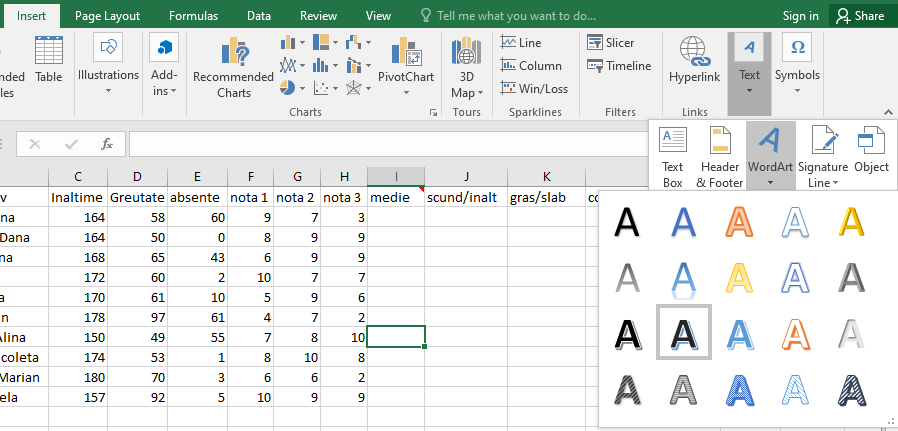 Insert Page Layout Formulas Data Review View Tell me what you want to do... Sign in Share
Table Illustrations Add-ins Recommended Charts PivotChart 3D Map Line Column Win/Loss Slicer Timeline Hyperlink Text Symbols
Charts Tours Sparklines Filters Links
fx
Text Box Header & Footer WordArt Signature Line Object
C D E F G H I J K
v Inaltime Greutate absente nota 1 nota 2 nota 3 medie scund/inalt gras/slab
na 164 58 60 9 7 3
Dana 164 50 0 8 9 9
na 168 65 43 6 9 9
172 60 2 10 7 7
a 170 61 10 5 9 6
n 178 97 61 4 7 2
Alina 150 49 55 7 8 10
icoleta 174 53 1 8 10 8
Marian 180 70 3 6 6 2
ela 157 92 5 10 9 9